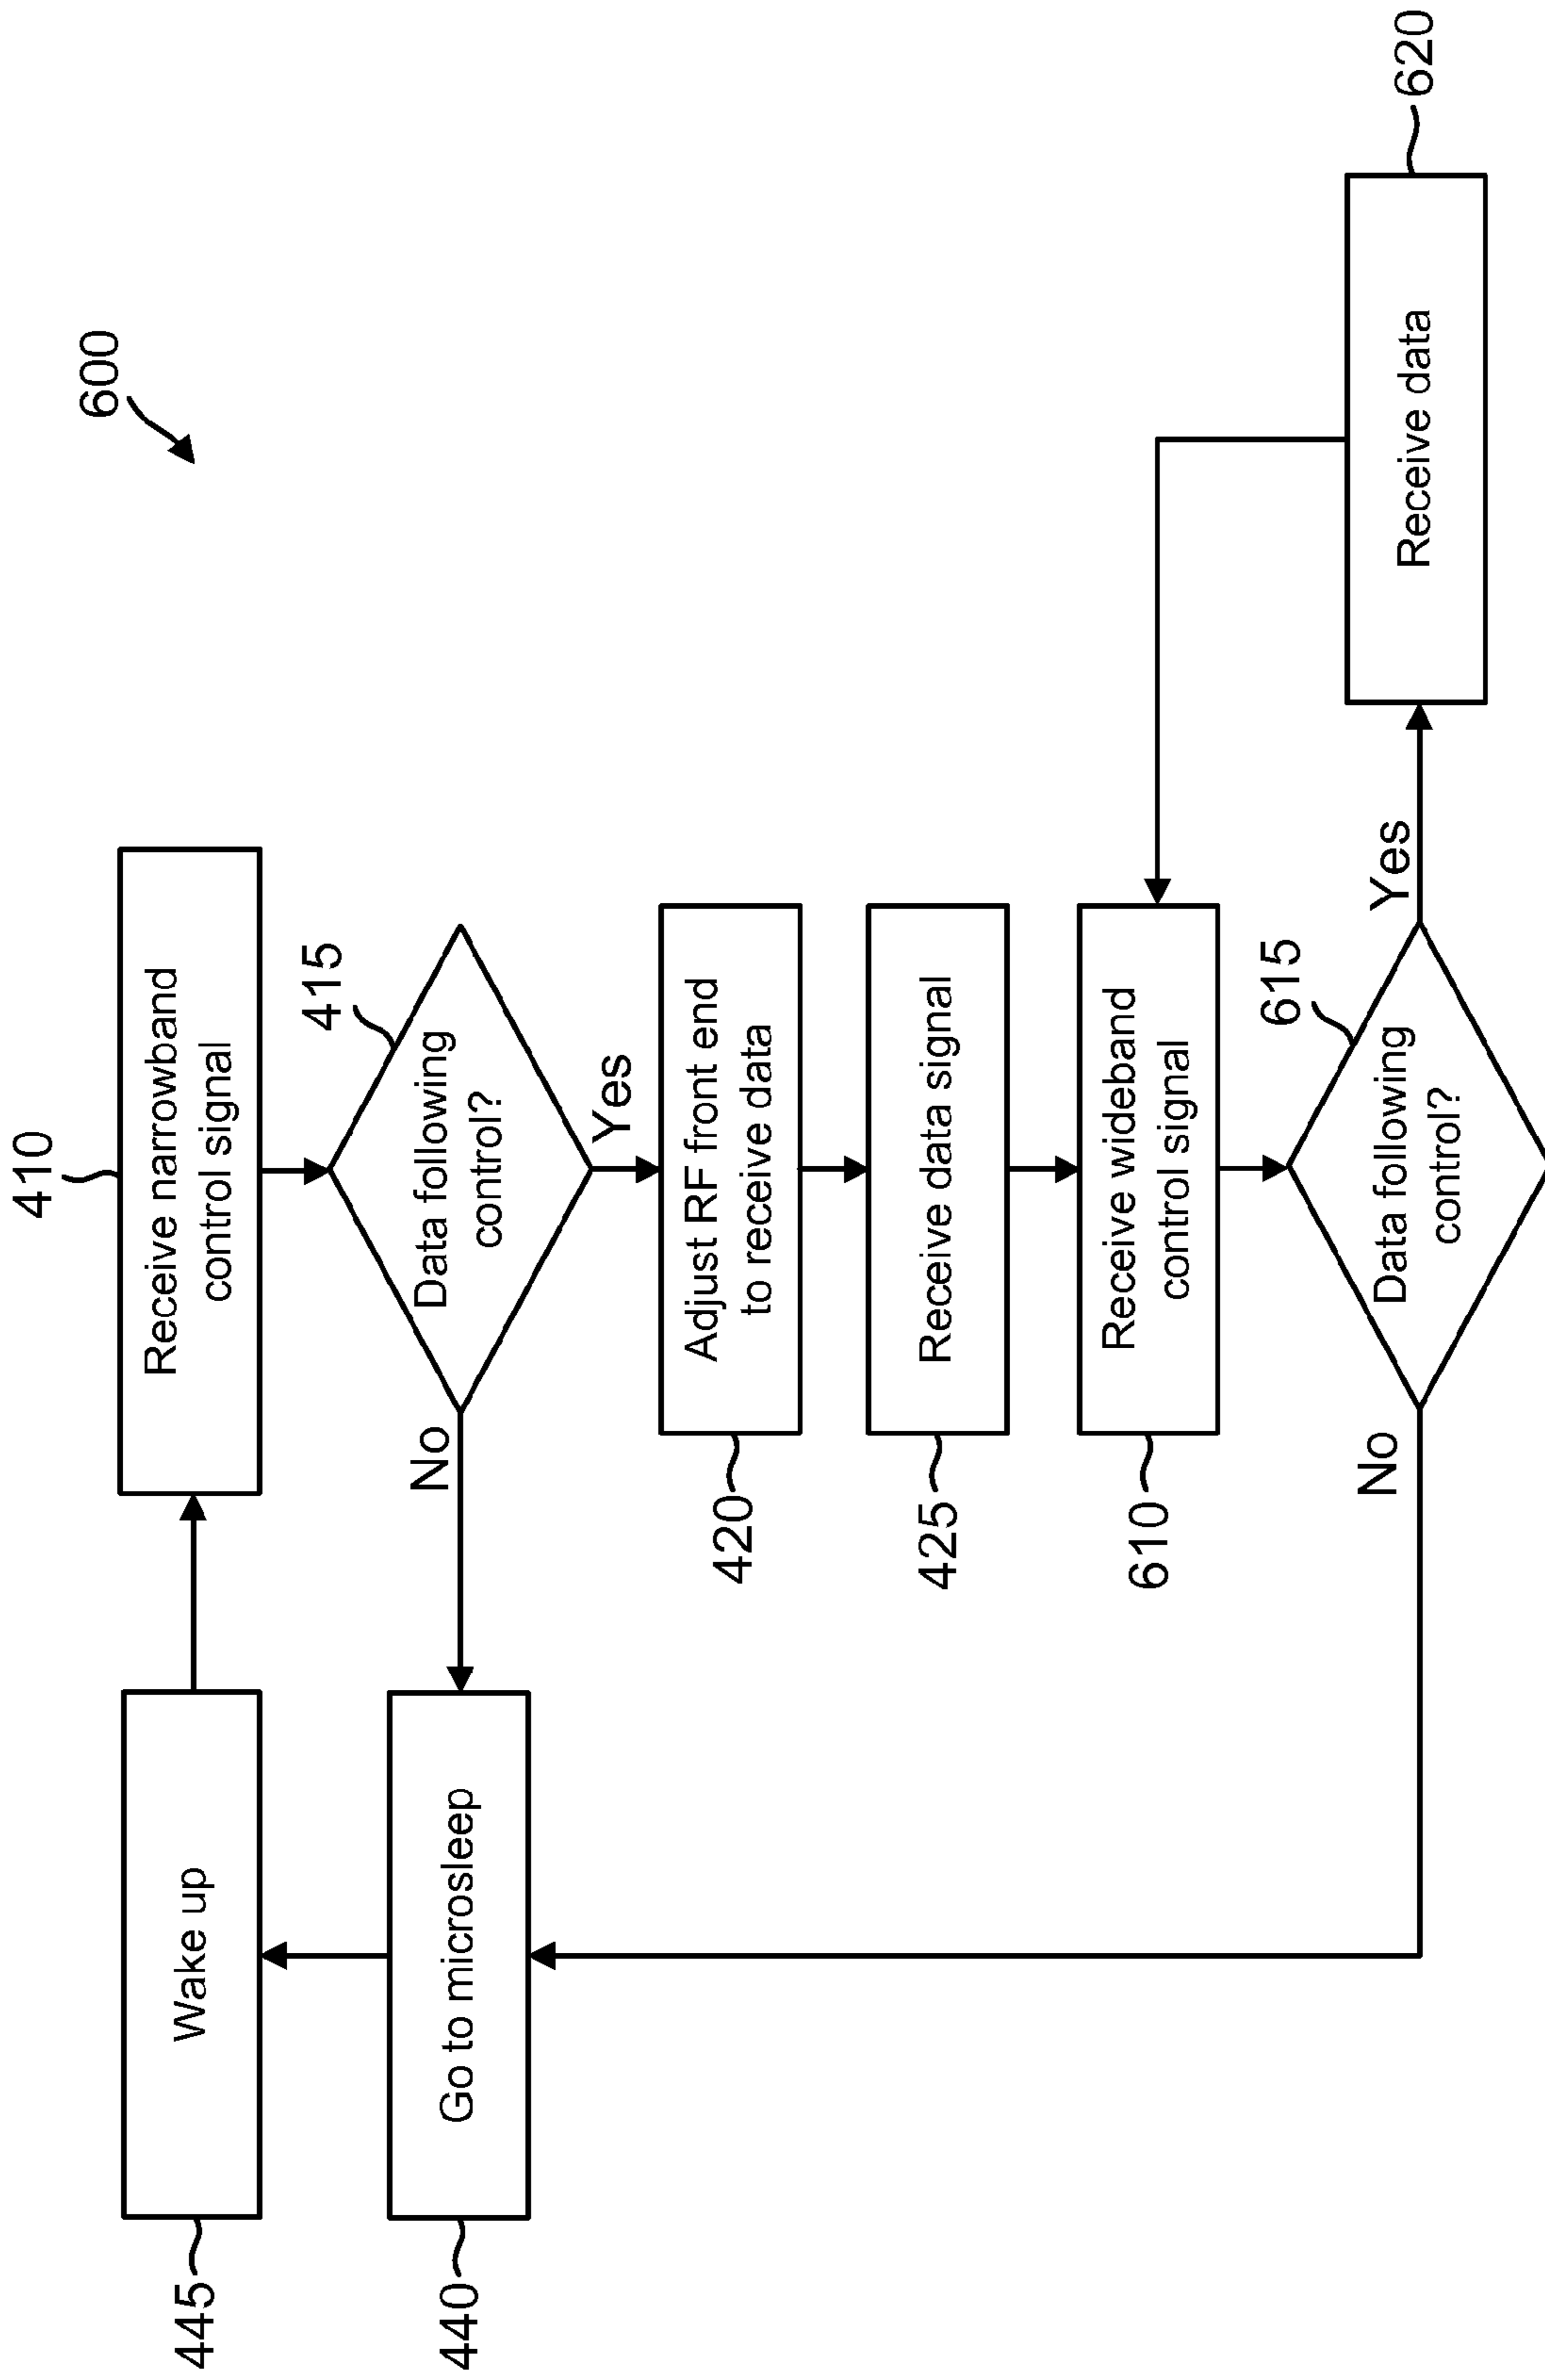 600
410
Receive narrowband
control signal
445
Wake up
415
Data following
control?
No
Yes
440
Go to microsleep
420
Adjust RF front end
to receive data
425
Receive data signal
610
Receive wideband
control signal
615
Data following
control?
No
Yes
620
Receive data